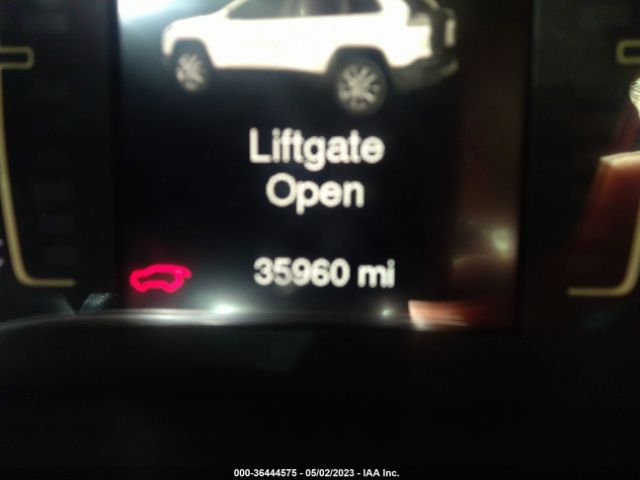 Liftgate
Open
35960 mi
000-36444575 - 05/02/2023 - IAA Inc.